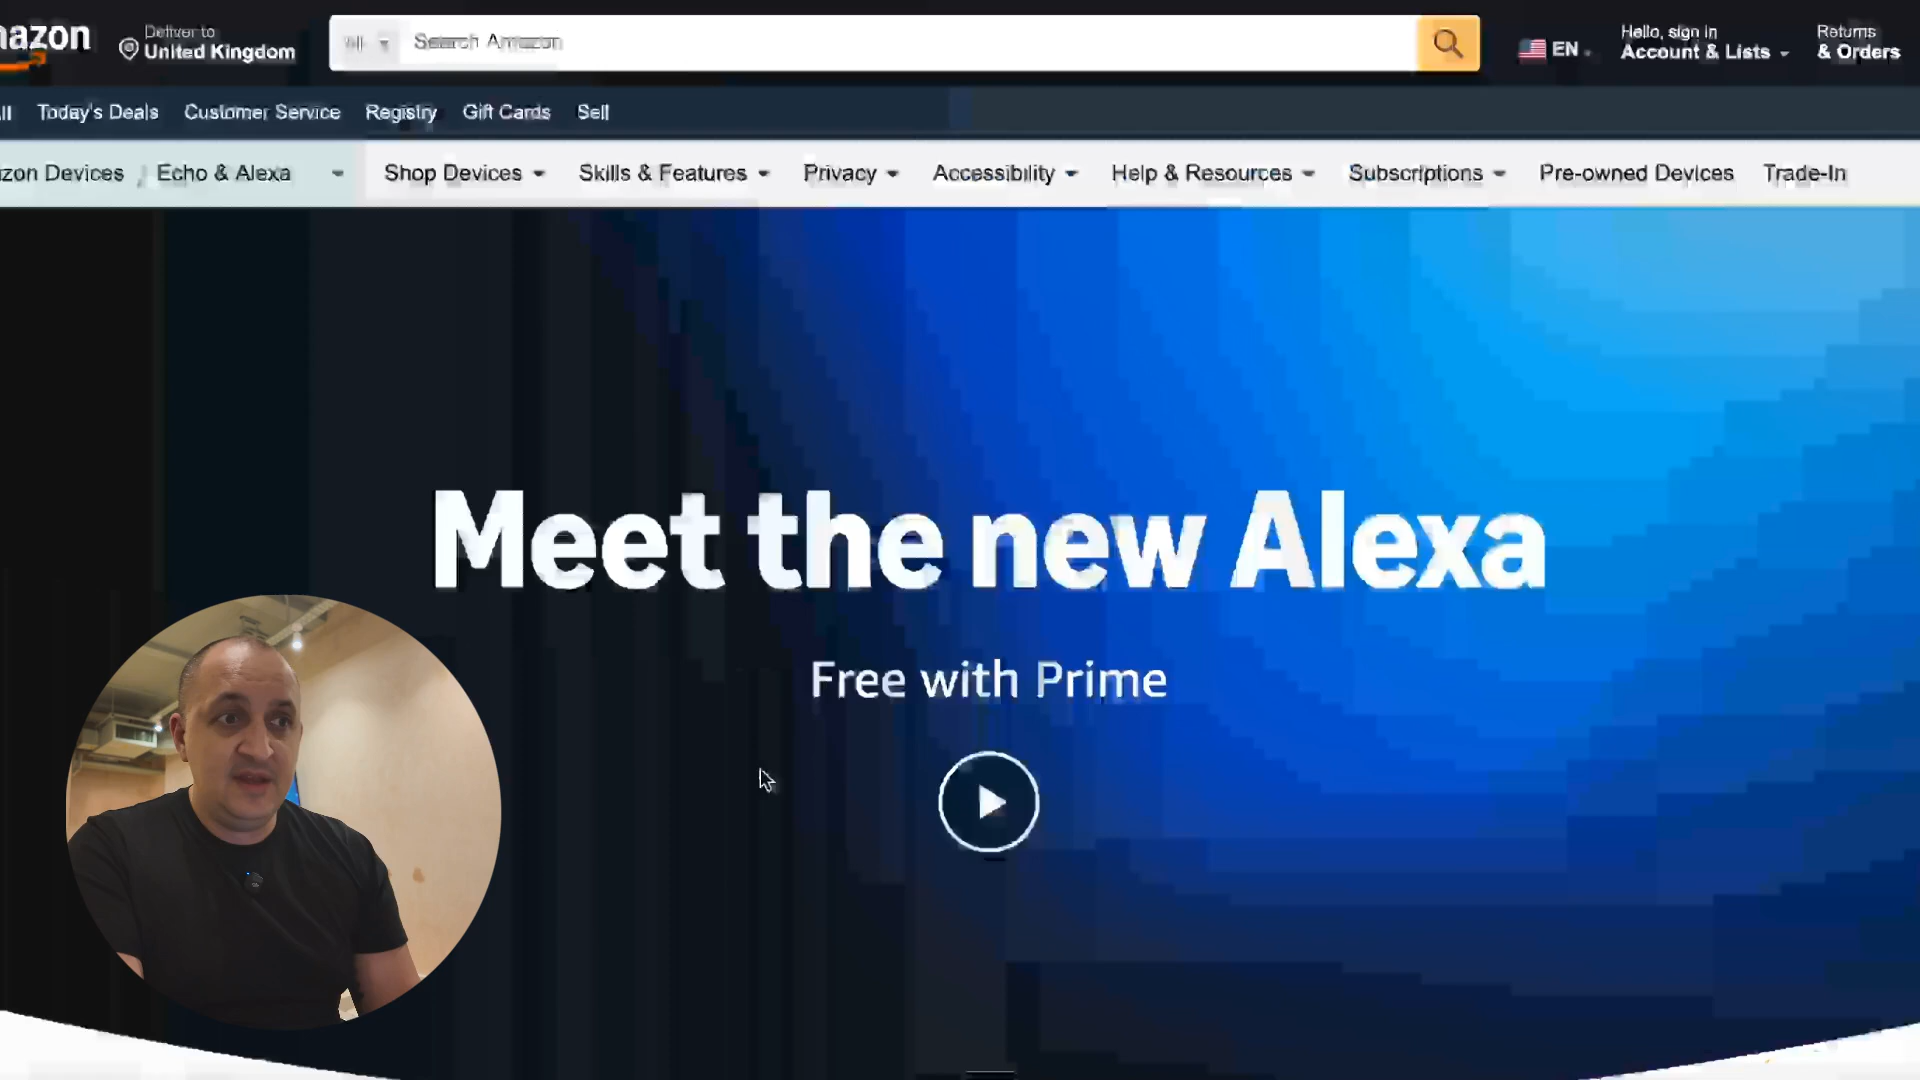 azon
Deliver to
United Kingdom
All
Search Amazon
EN
Hello, sign in
Account & Lists
Returns
& Orders
ll
Today's Deals
Customer Service
Registry
Gift Cards
Sell
zon Devices / Echo & Alexa
Shop Devices
Skills & Features
Privacy
Accessibility
Help & Resources
Subscriptions
Pre-owned Devices
Trade-In
Meet the new Alexa
Free with Prime